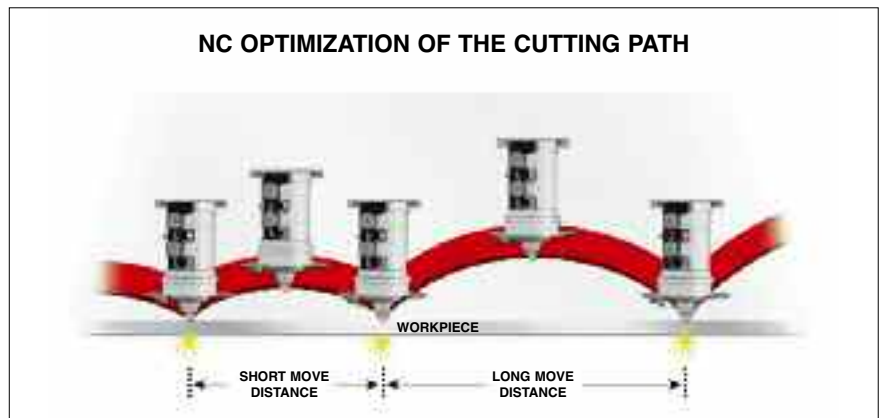 NC OPTIMIZATION OF THE CUTTING PATH
WORKPIECE
SHORT MOVE
DISTANCE
LONG MOVE
DISTANCE